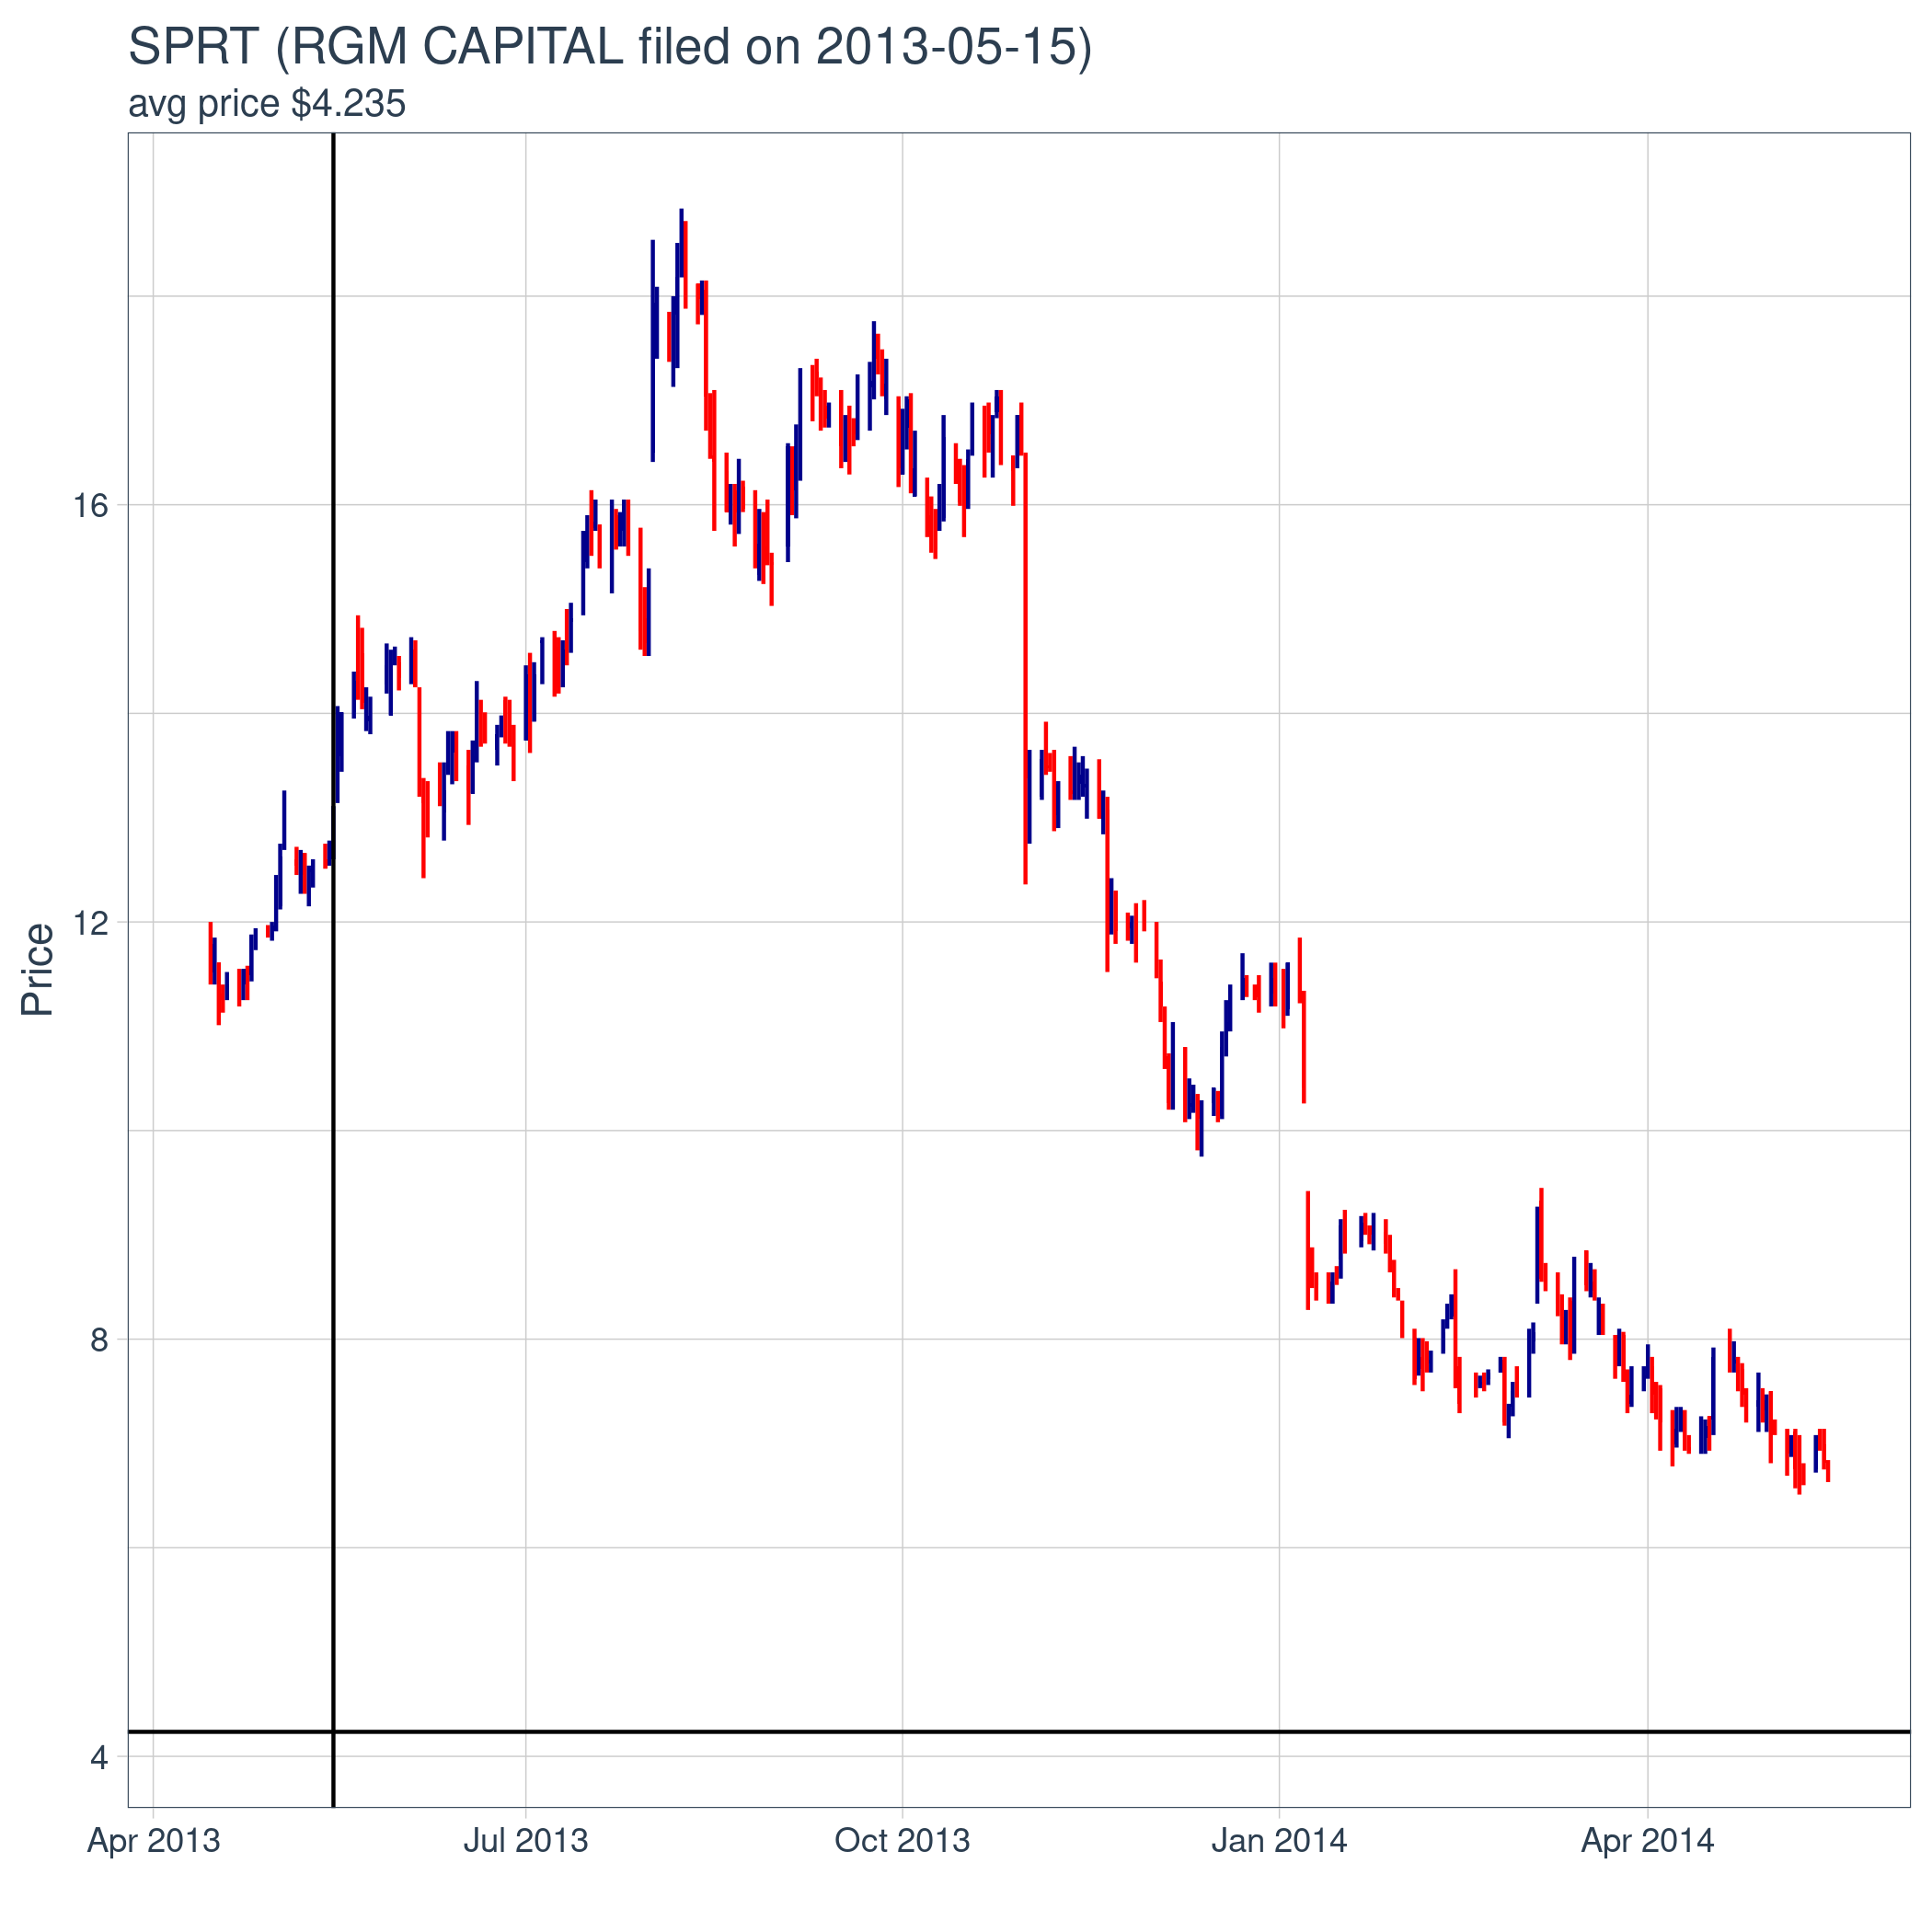 SPRT (RGM CAPITAL filed on 2013-05-15)
avg price $4.235
Price
16
12
8
4
Apr 2013
Jul 2013
Oct 2013
Jan 2014
Apr 2014